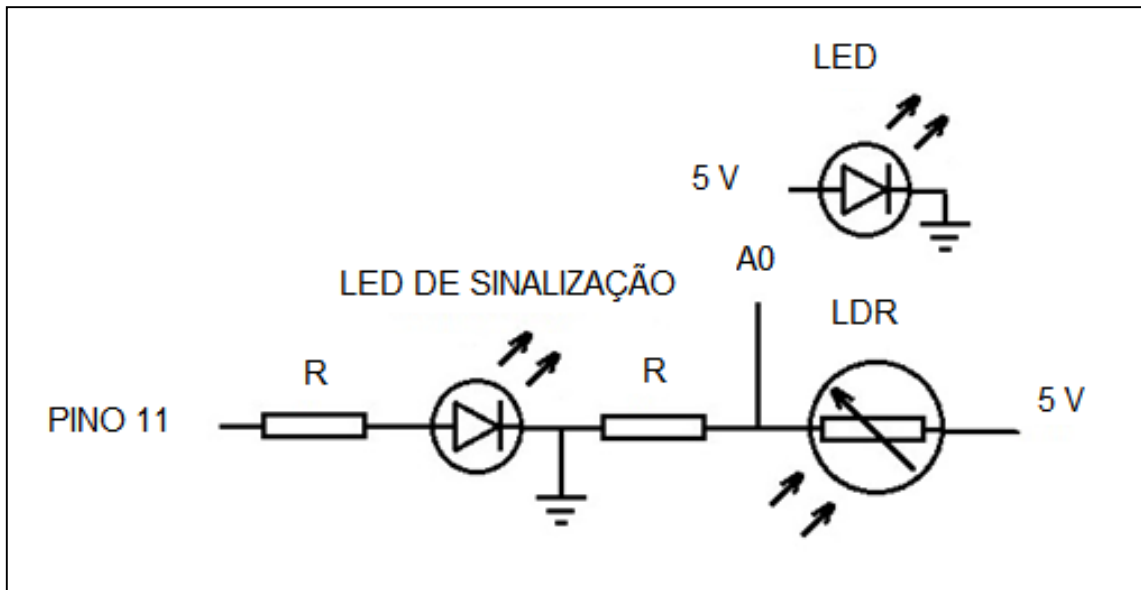 LED
5 V
A0
LED DE SINALIZAÇÃO
LDR
R
R
5 V
PINO 11